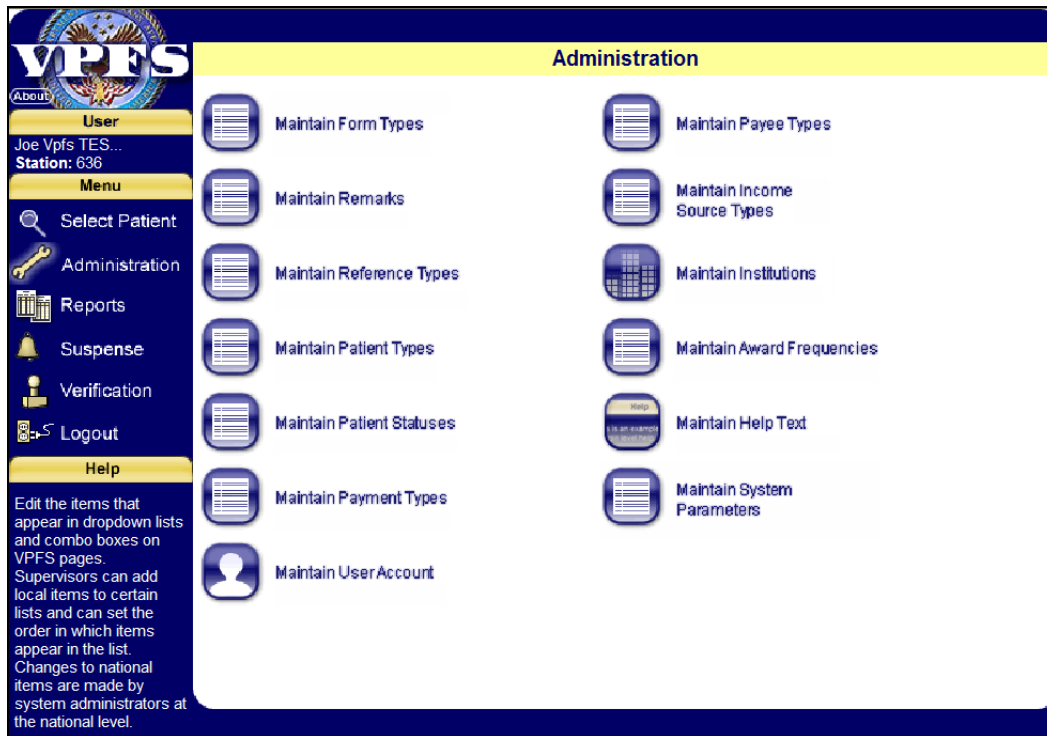 VPFS
About
User
Joe Vpfs TES...
Station: 636
Menu
Select Patient
Administration
Reports
Suspense
Verification
Logout
Help
Edit the items that
appear in dropdown lists
and combo boxes on
VPFS pages.
Supervisors can add
local items to certain
lists and can set the
order in which items
appear in the list.
Changes to national
items are made by
system administrators at
the national level.
Administration
Maintain Form Types
Maintain Remarks
Maintain Reference Types
Maintain Patient Types
Maintain Patient Statuses
Maintain Payment Types
Maintain User Account
Maintain Payee Types
Maintain Income
Source Types
Maintain Institutions
Maintain Award Frequencies
Help
Maintain Help Text
Maintain System
Parameters